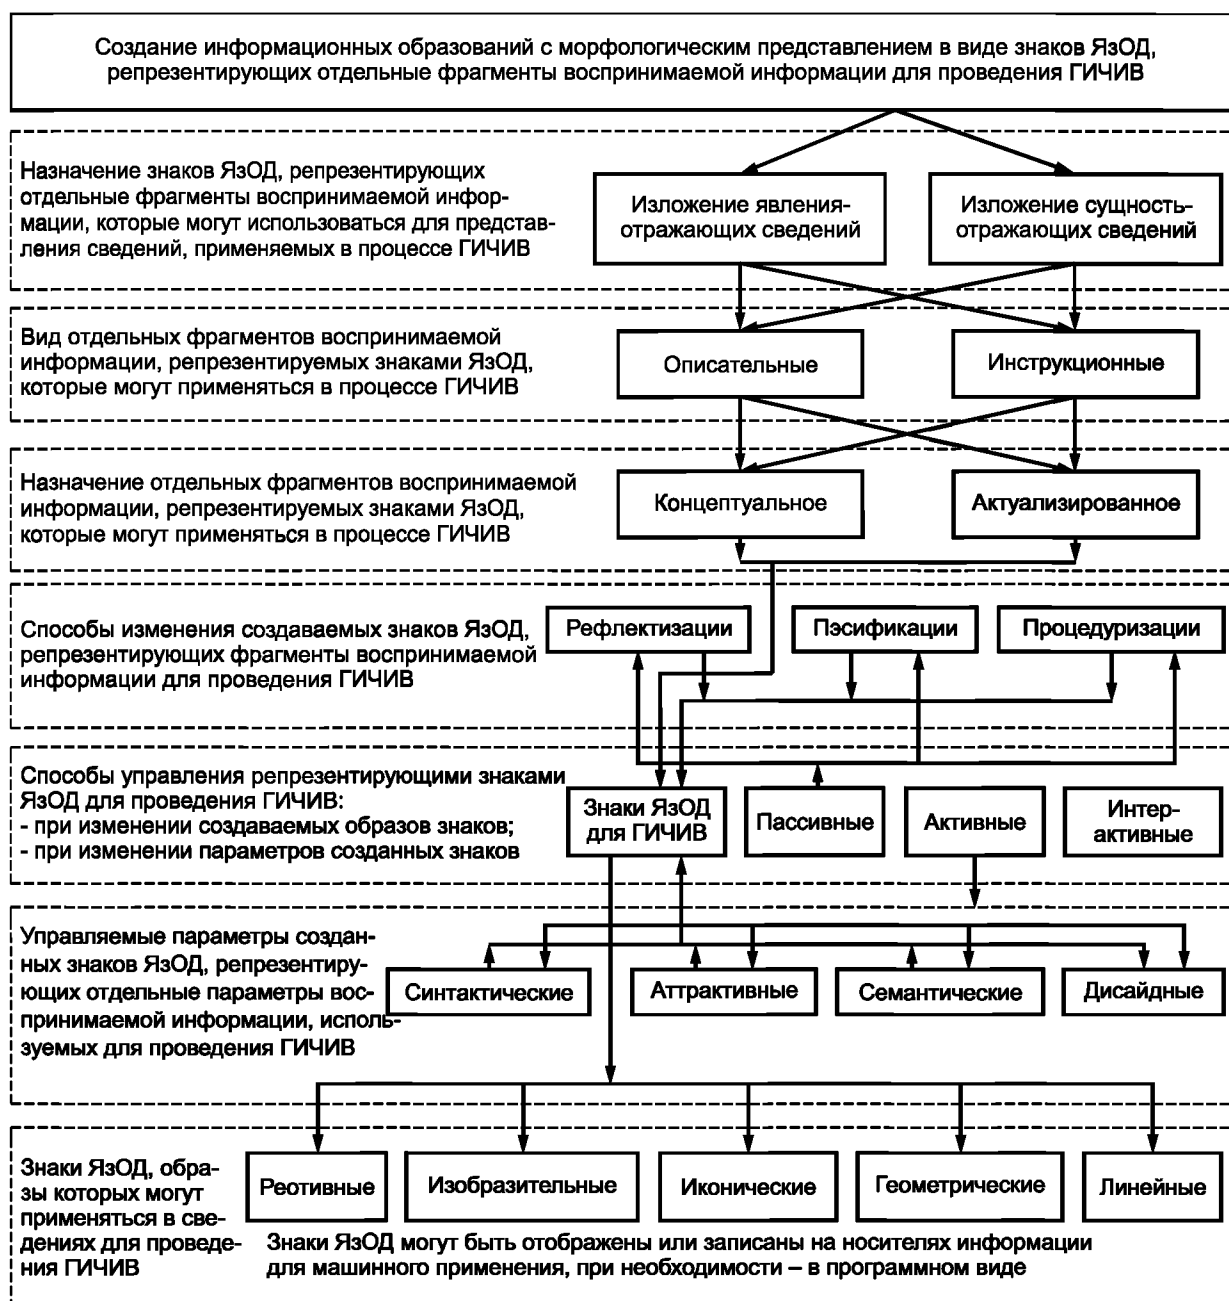 Создание информационных образований с морфологическим представлением в виде знаков ЯзОД,
репрезентирующих отдельные фрагменты воспринимаемой информации для проведения ГИЧИВ
Назначение знаков ЯзОД, репрезентирующих
отдельные фрагменты воспринимаемой инфор-
мации, которые могут использоваться для представ-
ления сведений, применяемых в процессе ГИЧИВ
Изложение явления-
отражающих сведений
Изложение сущность-
отражающих сведений
Вид отдельных фрагментов воспринимаемой
информации, репрезентируемых знаками ЯзОД,
которые могут применяться в процессе ГИЧИВ
Описательные
Инструкционные
Назначение отдельных фрагментов воспринимаемой
информации, репрезентируемых знаками ЯзОД,
которые могут применяться в процессе ГИЧИВ
Концептуальное
Актуализированное
Способы изменения создаваемых знаков ЯзОД,
репрезентирующих фрагменты воспринимаемой
информации для проведения ГИЧИВ
Рефлектизации
Пэсификации
Процедуризации
Способы управления репрезентирующими знаками
ЯзОД для проведения ГИЧИВ:
- при изменении создаваемых образов знаков;
- при изменении параметров созданных знаков
Знаки ЯзОД
для ГИЧИВ
Пассивные
Активные
Интер-
активные
Управляемые параметры создан-
ных знаков ЯзОД, репрезентиру-
ющих отдельные параметры вос-
принимаемой информации, исполь-
зуемых для проведения ГИЧИВ
Синтактические
Аттрактивные
Семантические
Дисайдные
Знаки ЯзОД, обра-
зы которых могут
применяться в све-
дениях для проведе-
ния ГИЧИВ
Реотивные
Изобразительные
Иконические
Геометрические
Линейные
Знаки ЯзОД могут быть отображены или записаны на носителях информации
для машинного применения, при необходимости – в программном виде